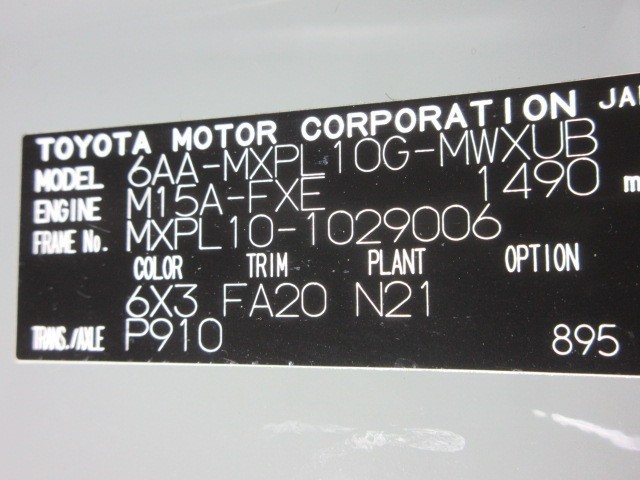 TOYOTA MOTOR CORPORATION JA
MODEL 6AA-MXPL10G-MWXUB
ENGINE M15A-FXE 1490 m
FRAME No. MXPL10-1029006
COLOR TRIM PLANT OPTION
6X3 FA20 N21
TRANS./AXLE P910 895